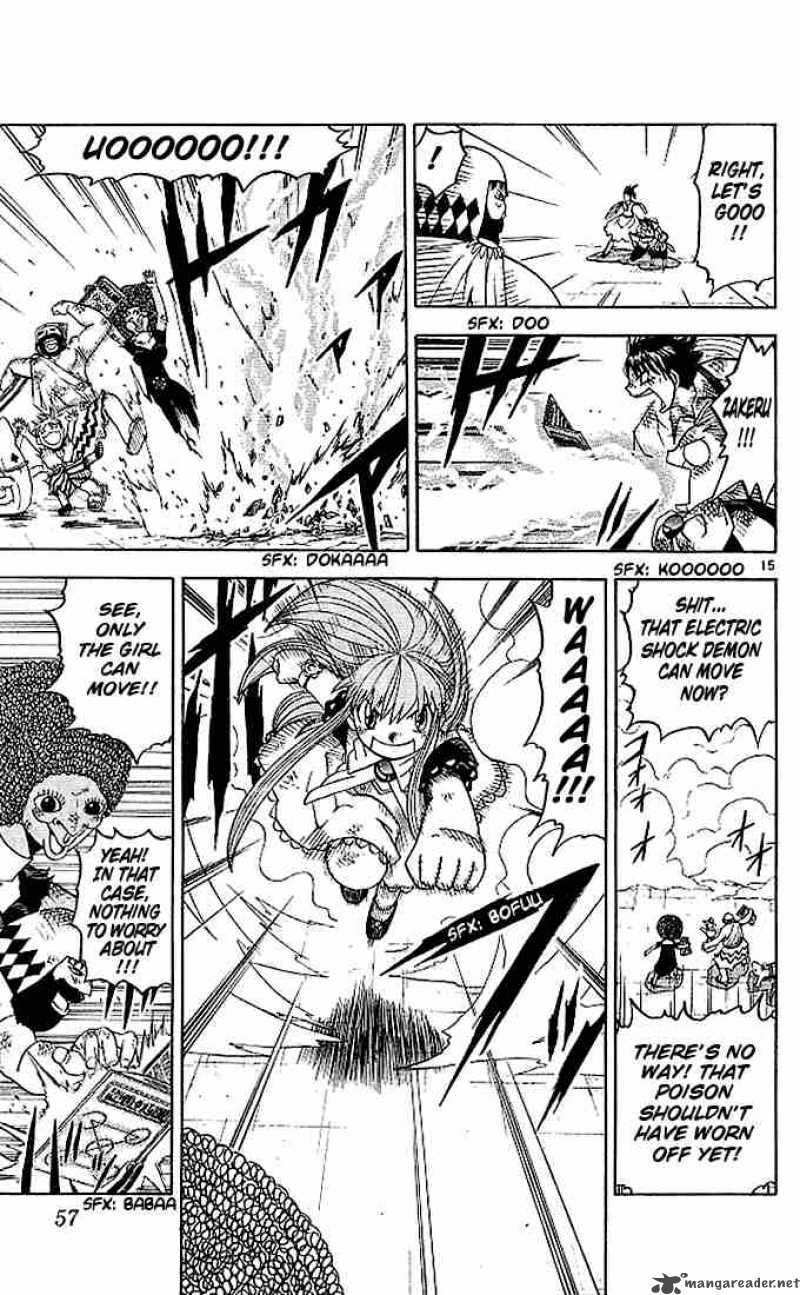 RIGHT,
LET'S
GOOO
!!
!
SFX: DOO
ZAKERU
!!!
UOOOOOO!!!
SFX: DOKAAAA
SFX: KOOOOOO
15
SHIT...
THAT ELECTRIC
SHOCK DEMON
CAN MOVE
NOW?
THERE'S NO
WAY! THAT
POISON
SHOULDN'T
HAVE WORN
OFF YET!
WAAAAA!!!
SFX: BOFUU
SEE,
ONLY
THE GIRL
CAN
MOVE!!
YEAH!
IN THAT
CASE,
NOTHING
TO WORRY
ABOUT
!!!
SFX: BABAA
57
mangareader.net